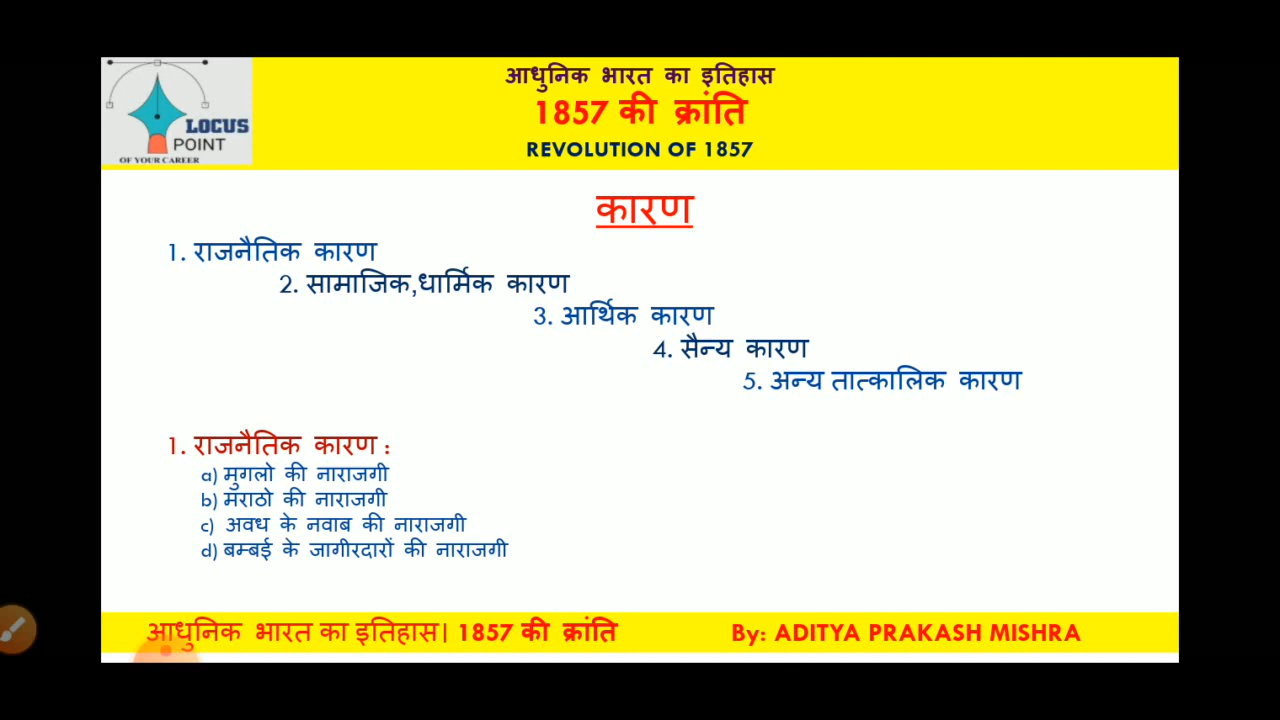 LOCUS
POINT
OF YOUR CAREER
आधुनिक भारत का इतिहास
1857 की क्रांति
REVOLUTION OF 1857
कारण
1. राजनैतिक कारण
2. सामाजिक,धार्मिक कारण
3. आर्थिक कारण
4. सैन्य कारण
5. अन्य तात्कालिक कारण
1. राजनैतिक कारण :
a) मुगलो की नाराजगी
b) मराठो की नाराजगी
c) अवध के नवाब की नाराजगी
d) बम्बई के जागीरदारों की नाराजगी
आधुनिक भारत का इतिहास। 1857 की क्रांति By: ADITYA PRAKASH MISHRA